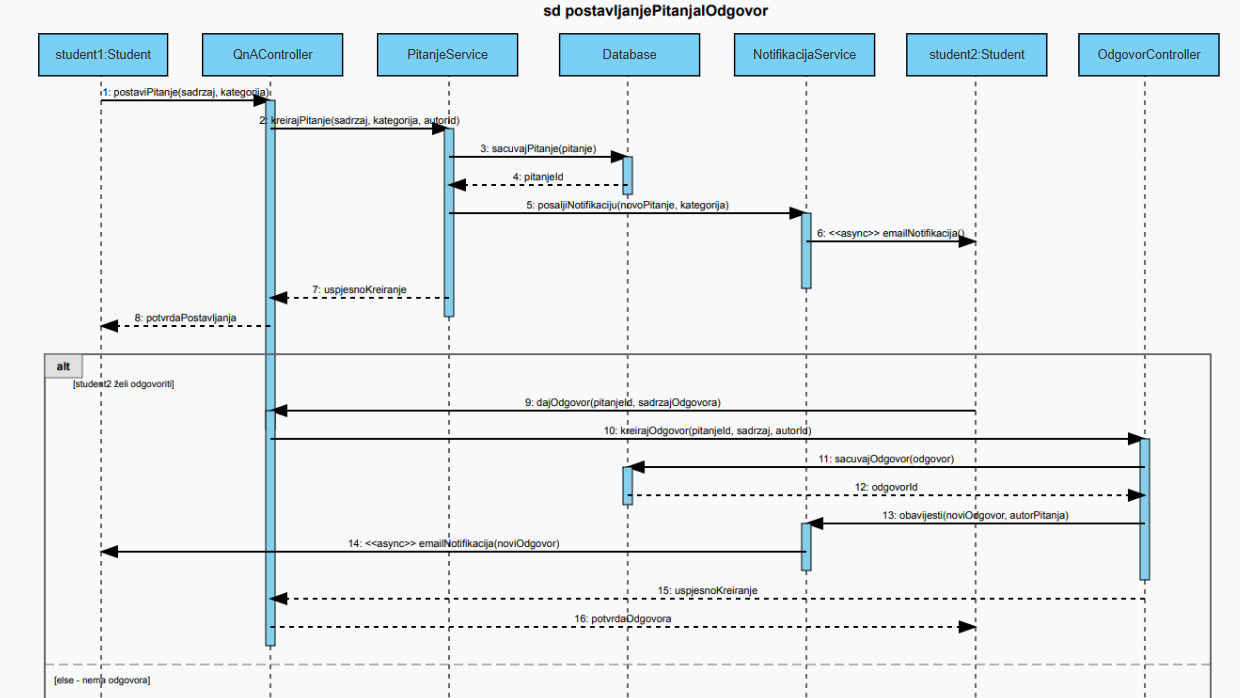 sd postavljanjePitanjaIOdgovor
student1:Student
QnAController
PitanjeService
Database
NotifikacijaService
student2:Student
OdgovorController
1: postaviPitanje(sadrzaj, kategorija)
2: kreirajPitanje(sadrzaj, kategorija, autorId)
3: sacuvajPitanje(pitanje)
4: pitanjeId
5: posaljiNotifikaciju(novoPitanje, kategorija)
6: <<async>> emailNotifikacija()
7: uspjesnoKreiranje
8: potvrdaPostavljanja
alt
[student2 želi odgovoriti]
9: dajOdgovor(pitanjeId, sadrzajOdgovora)
10: kreirajOdgovor(pitanjeId, sadrzaj, autorId)
11: sacuvajOdgovor(odgovor)
12: odgovorId
13: obavijesti(noviOdgovor, autorPitanja)
14: <<async>> emailNotifikacija(noviOdgovor)
15: uspjesnoKreiranje
16: potvrdaOdgovora
[else - nema odgovora]